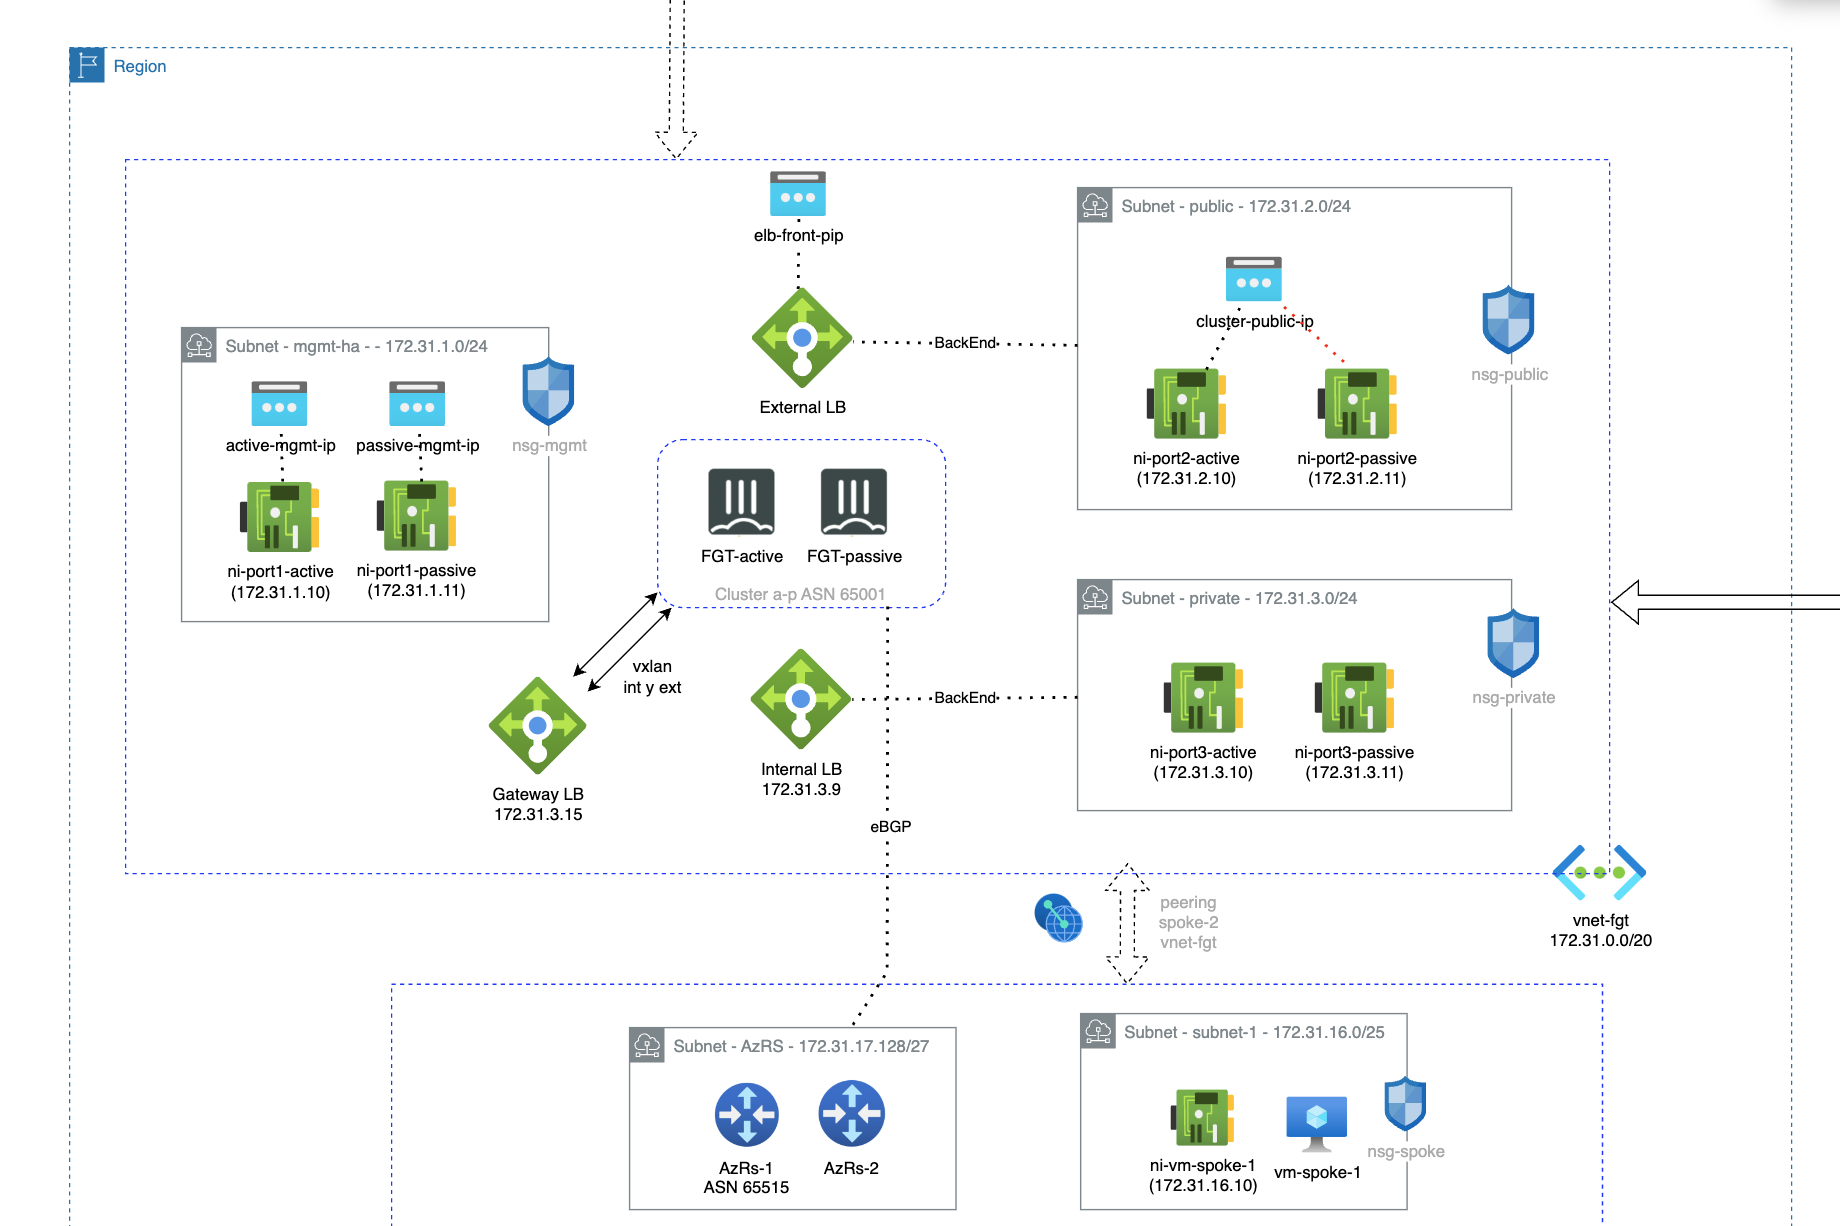 Region
elb-front-pip
Subnet - public - 172.31.2.0/24
cluster-public-ip
nsg-public
ni-port2-active
(172.31.2.10)
ni-port2-passive
(172.31.2.11)
BackEnd
External LB
Subnet - mgmt-ha - - 172.31.1.0/24
active-mgmt-ip
passive-mgmt-ip
nsg-mgmt
ni-port1-active
(172.31.1.10)
ni-port1-passive
(172.31.1.11)
FGT-active
FGT-passive
Cluster a-p ASN 65001
vxlan
int y ext
Subnet - private - 172.31.3.0/24
nsg-private
BackEnd
ni-port3-active
(172.31.3.10)
ni-port3-passive
(172.31.3.11)
Internal LB
172.31.3.9
Gateway LB
172.31.3.15
eBGP
peering
spoke-2
vnet-fgt
vnet-fgt
172.31.0.0/20
Subnet - AzRS - 172.31.17.128/27
AzRs-1
ASN 65515
AzRs-2
Subnet - subnet-1 - 172.31.16.0/25
ni-vm-spoke-1
(172.31.16.10)
vm-spoke-1
nsg-spoke